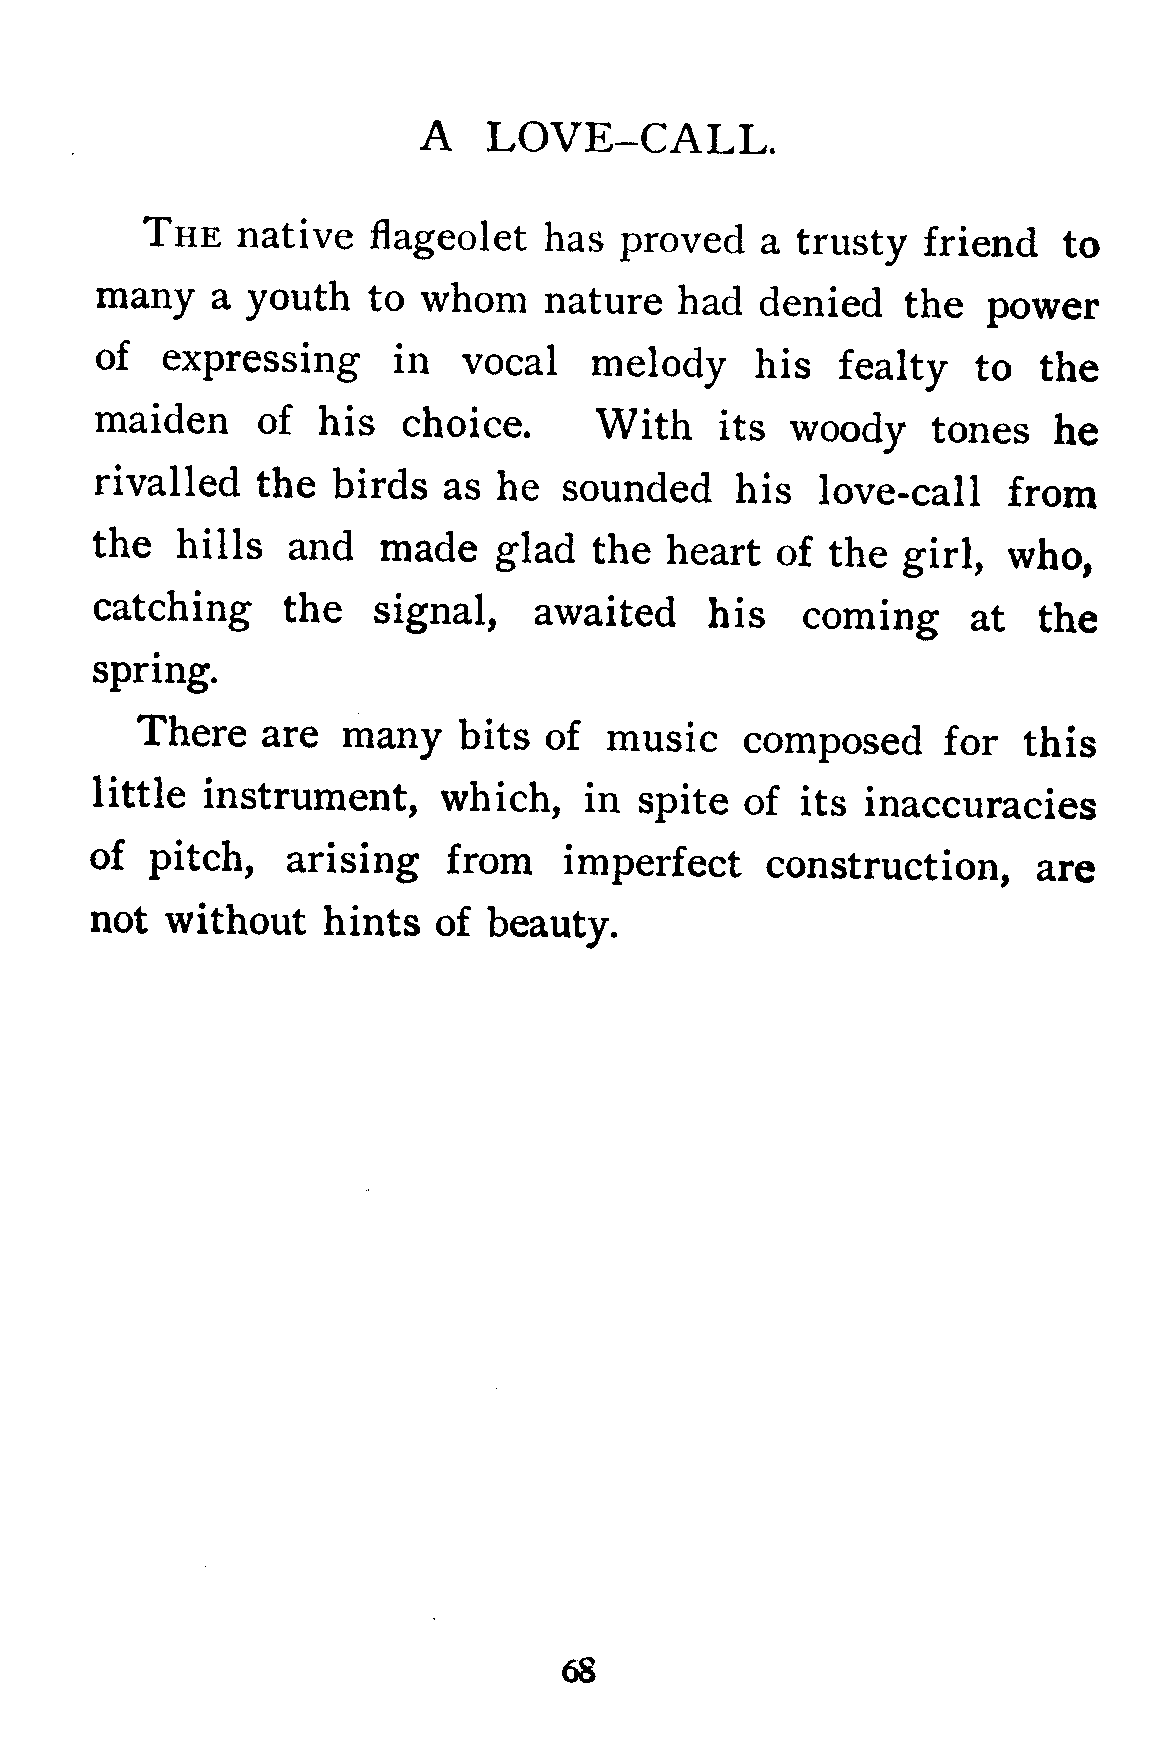 A LOVE-CALL.
THE native flageolet has proved a trusty friend to
many a youth to whom nature had denied the power
of expressing in vocal melody his fealty to the
maiden of his choice. With its woody tones he
rivalled the birds as he sounded his love-call from
the hills and made glad the heart of the girl, who,
catching the signal, awaited his coming at the
spring.
There are many bits of music composed for this
little instrument, which, in spite of its inaccuracies
of pitch, arising from imperfect construction, are
not without hints of beauty.
68